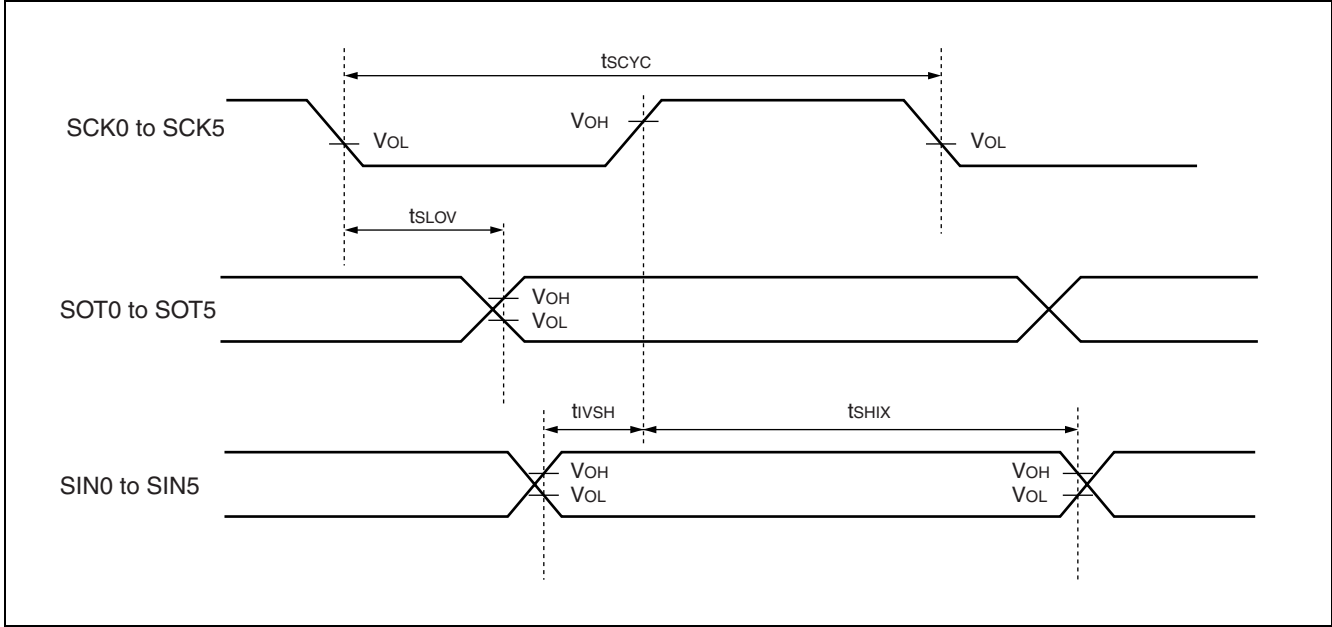 tSCYC
SCK0 to SCK5
VOL
VOH
VOL
tSLOV
SOT0 to SOT5
VOH
VOL
tIVSH
tSHIX
SIN0 to SIN5
VOH
VOL
VOH
VOL